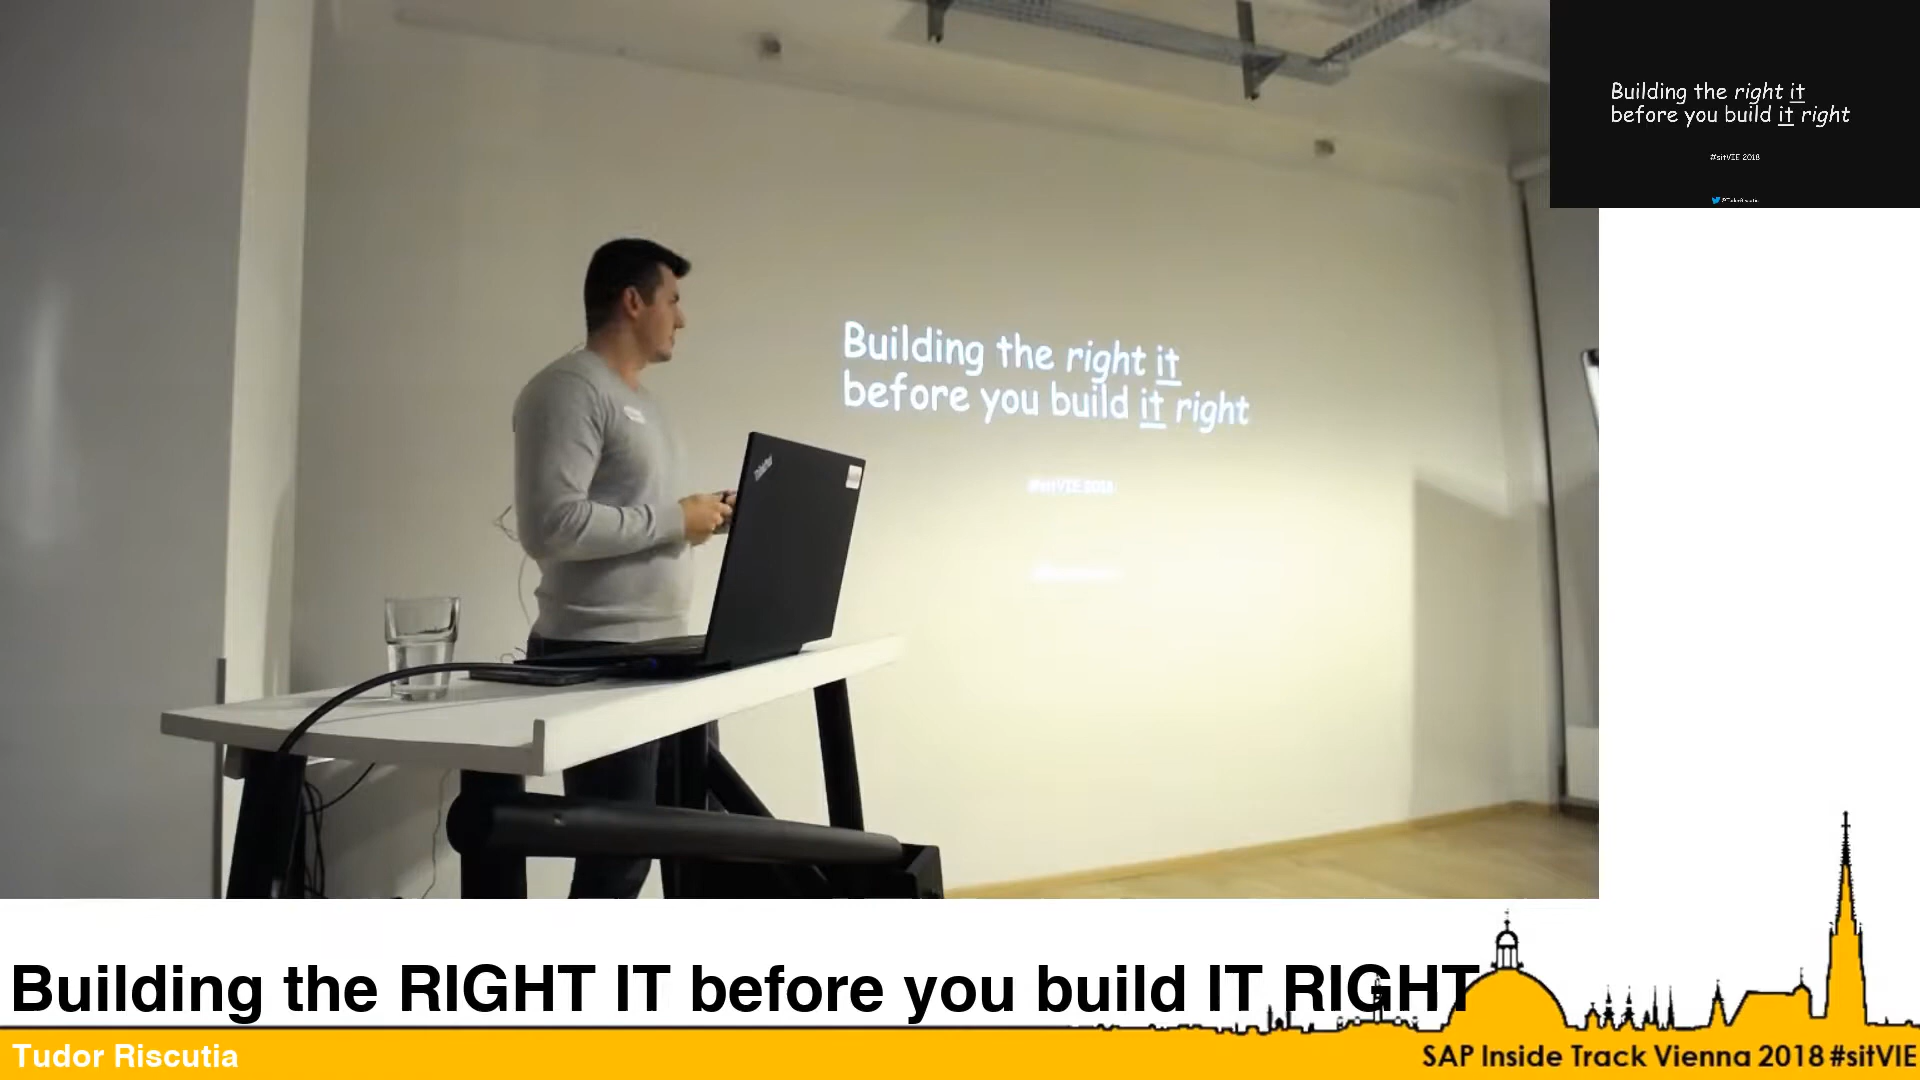 Building the right it
before you build it right
#sitVIE 2018
Building the right it
before you build it right
#sitVIE 2018
ThinkPad
Building the RIGHT IT before you build IT RIGHT
Tudor Riscutia
SAP Inside Track Vienna 2018 #sitVIE